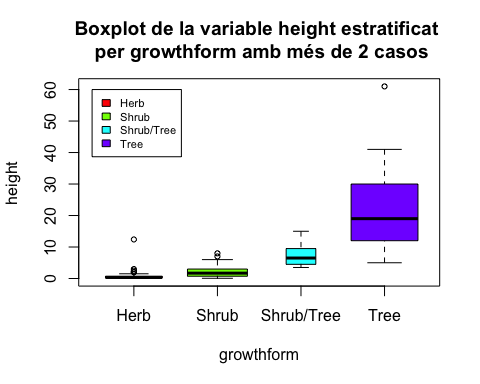 Boxplot de la variable height estratificat
per growthform amb més de 2 casos
height
60
50
40
30
20
10
0
Herb
Shrub
Shrub/Tree
Tree
Herb
Shrub
Shrub/Tree
Tree
growthform